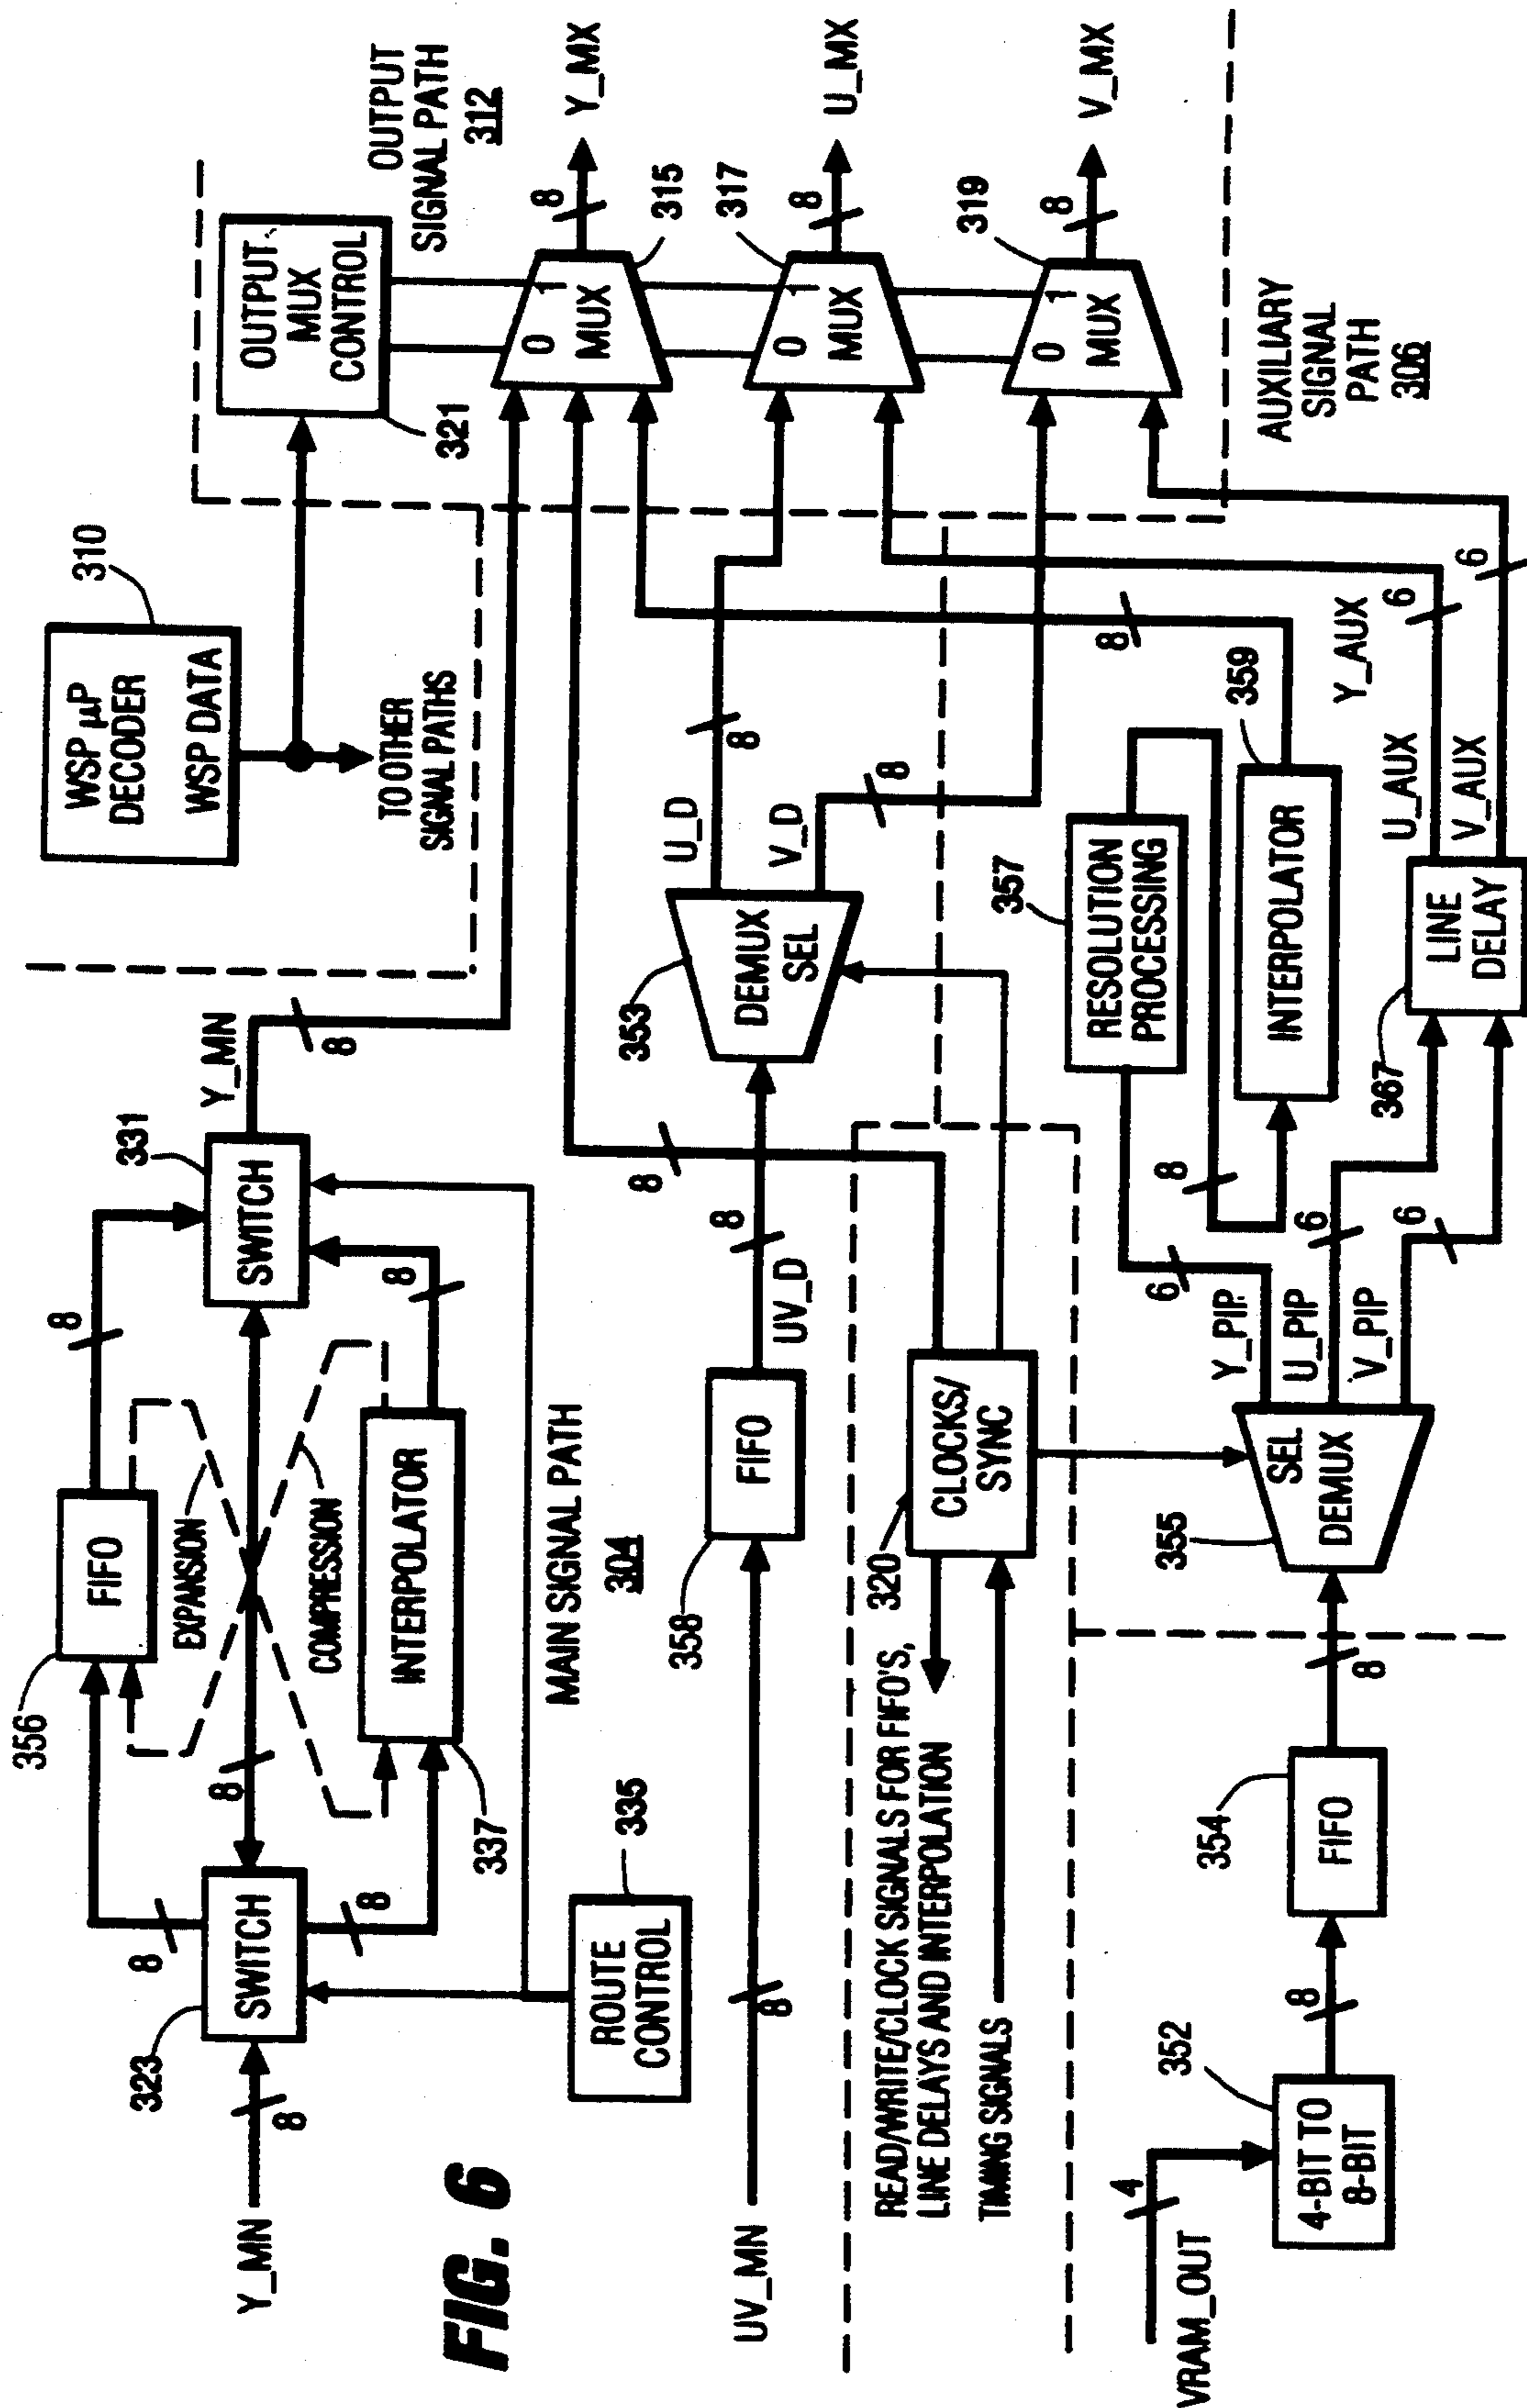 FIG. 6
Y_MN
8
323
SWITCH
8
8
8
356
FIFO
EXPANSION
COMPRESSION
INTERPOLATOR
337
8
8
331
SWITCH
Y_MN
8
ROUTE
CONTROL
335
MAIN SIGNAL PATH
304
WSP µP
DECODER
WSP DATA
310
TO OTHER
SIGNAL PATHS
OUTPUT
MUX
CONTROL
321
OUTPUT
SIGNAL PATH
312
0 1
MUX
315
8
Y_MX
0 1
MUX
317
8
U_MX
0 1
MUX
319
8
V_MX
UV_MN
8
358
FIFO
UV_D
8
8
353
DEMUX
SEL
U_D
8
V_D
8
READ/WRITE/CLOCK SIGNALS FOR FIFO'S,
LINE DELAYS AND INTERPOLATION
TIMING SIGNALS
320
CLOCKS/
SYNC
VRAM_OUT
4
4-BIT TO
8-BIT
352
8
354
FIFO
8
355
SEL
DEMUX
Y_PIP
6
U_PIP
6
V_PIP
6
357
RESOLUTION
PROCESSING
8
INTERPOLATOR
359
8
Y_AUX
367
LINE
DELAY
U_AUX
6
V_AUX
6
AUXILIARY
SIGNAL
PATH
306